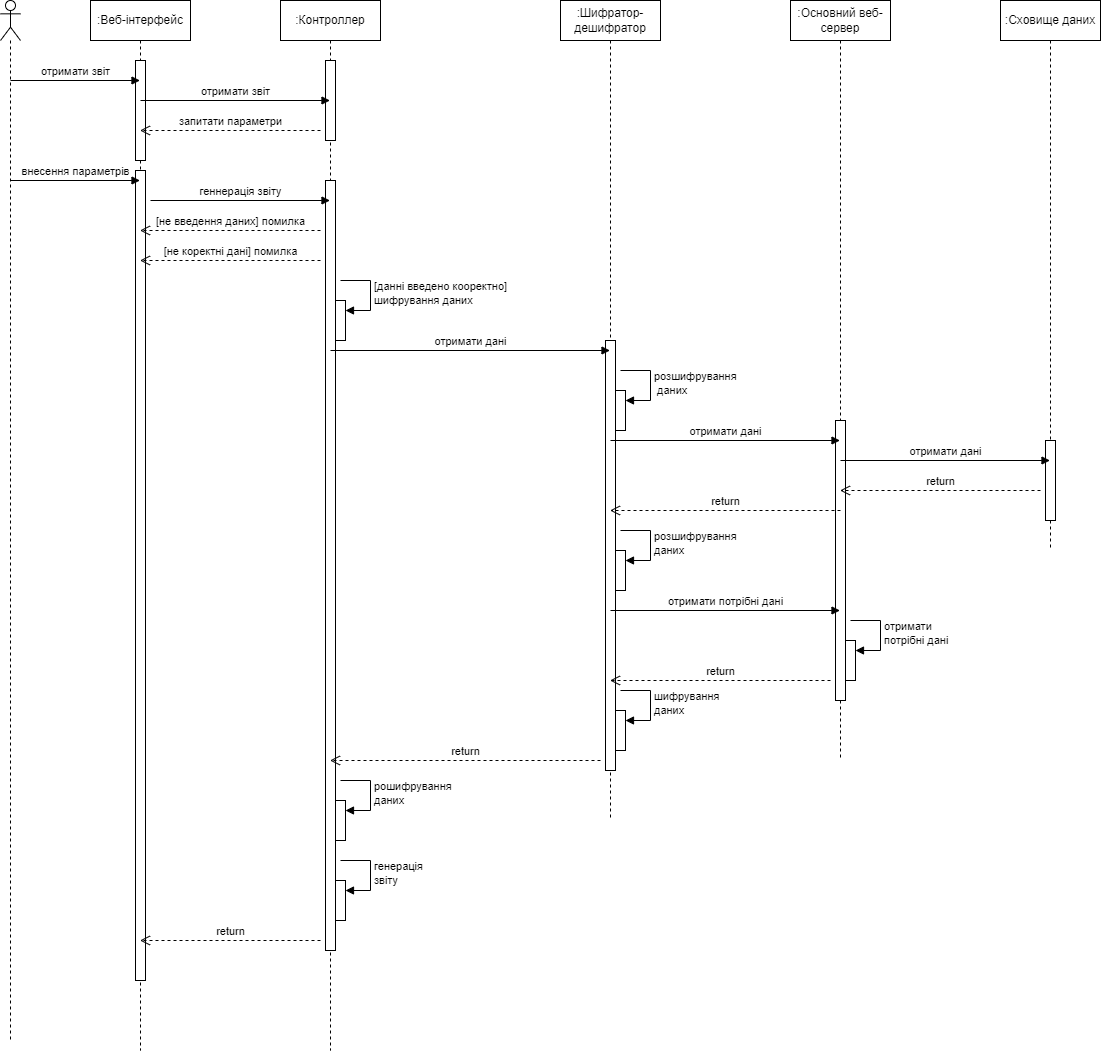 :Веб-інтерфейс
:Контроллер
:Шифратор-
дешифратор
:Основний веб-
сервер
:Сховище даних
отримати звіт
отримати звіт
запитати параметри
внесення параметрів
геннерація звіту
[не введення даних] помилка
[не коректні дані] помилка
[данні введено кооректно]
шифрування даних
отримати дані
розшифрування
даних
отримати дані
отримати дані
return
return
розшифрування
даних
отримати потрібні дані
отримати
потрібні дані
return
шифрування
даних
return
рошифрування
даних
генерація
звіту
return